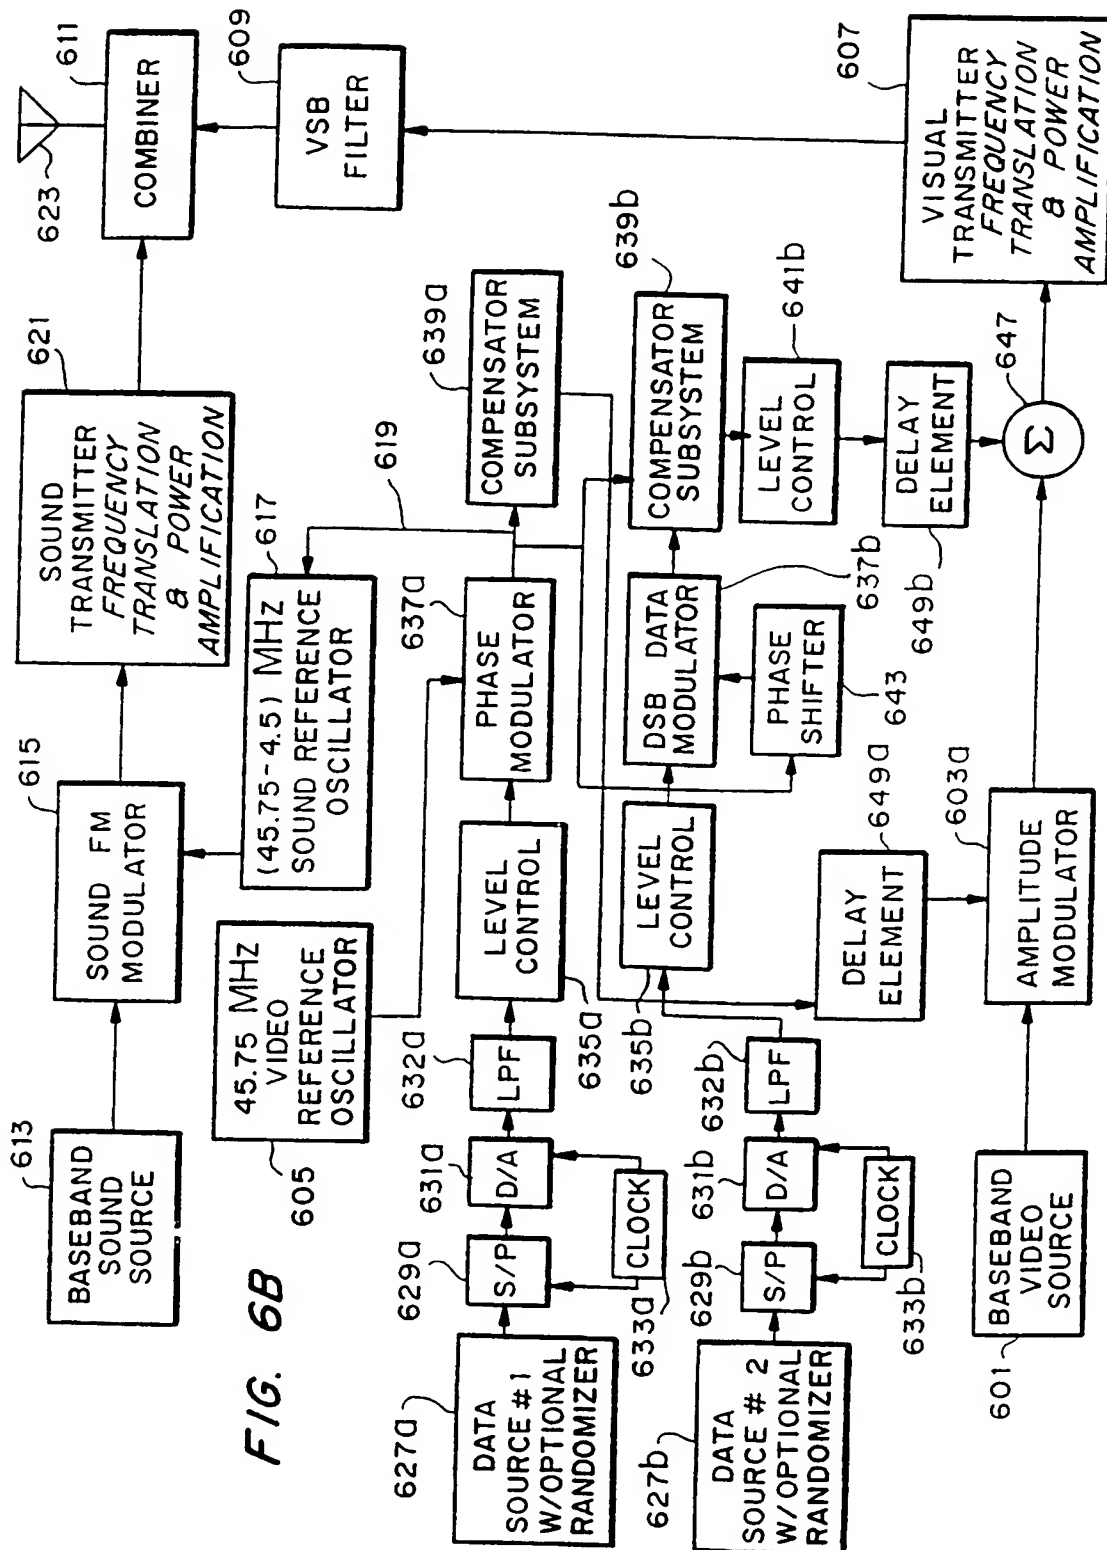 FIG. 6B
613
BASEBAND
SOUND
SOURCE
615
SOUND FM
MODULATOR
621
SOUND
TRANSMITTER
FREQUENCY
TRANSLATION
& POWER
AMPLIFICATION
623
611
COMBINER
605
45.75 MHZ
VIDEO
REFERENCE
OSCILLATOR
617
(45.75-4.5) MHZ
SOUND REFERENCE
OSCILLATOR
619
609
VSB
FILTER
627a
DATA
SOURCE #1
W/OPTIONAL
RANDOMIZER
629a
S/P
631a
D/A
632a
LPF
633a
CLOCK
635a
LEVEL
CONTROL
637a
PHASE
MODULATOR
639a
COMPENSATOR
SUBSYSTEM
627b
DATA
SOURCE # 2
W/OPTIONAL
RANDOMIZER
629b
S/P
631b
D/A
632b
LPF
633b
CLOCK
635b
LEVEL
CONTROL
637b
DSB DATA
MODULATOR
643
PHASE
SHIFTER
639b
COMPENSATOR
SUBSYSTEM
641b
LEVEL
CONTROL
649b
DELAY
ELEMENT
649a
DELAY
ELEMENT
601
BASEBAND
VIDEO
SOURCE
603a
AMPLITUDE
MODULATOR
647
Σ
607
VISUAL
TRANSMITTER
FREQUENCY
TRANSLATION
& POWER
AMPLIFICATION